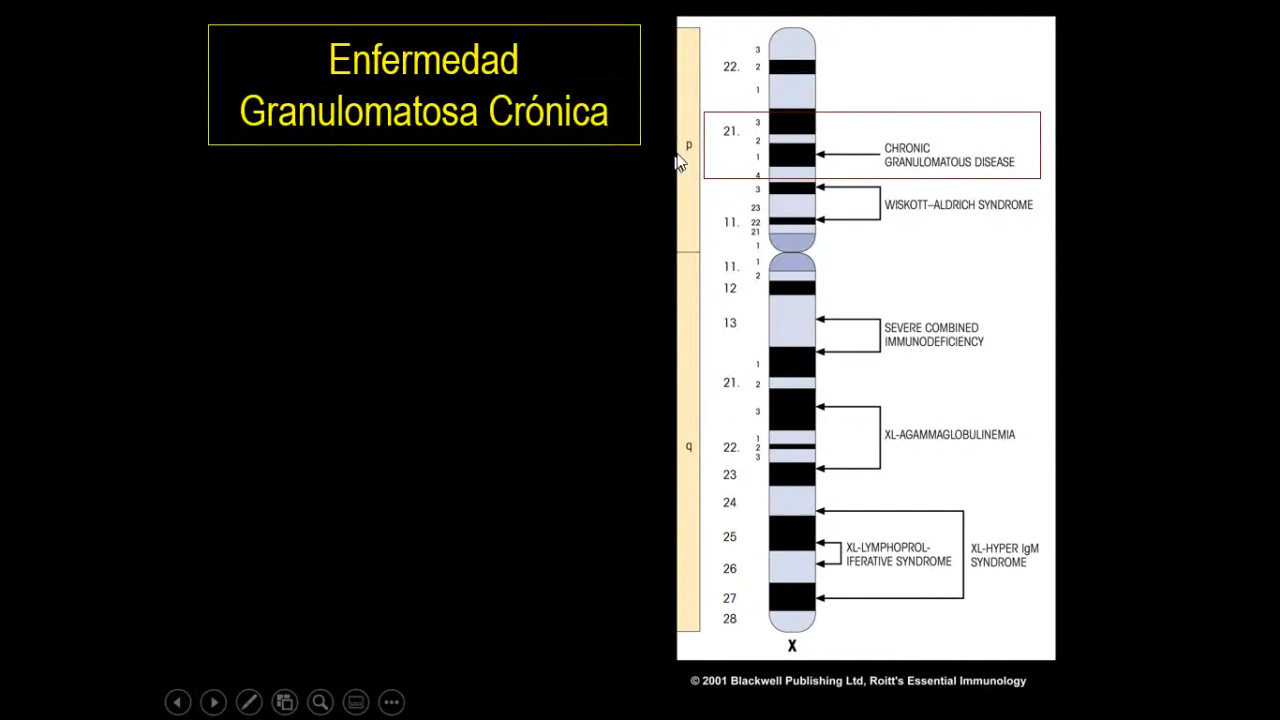 Enfermedad
Granulomatosa Crónica
3
22. 2
1
3
21.
2
p
1
CHRONIC
GRANULOMATOUS DISEASE
4
3
23
WISKOTT–ALDRICH SYNDROME
11. 22
21
1
11. 1
2
12
13
SEVERE COMBINED
IMMUNODEFICIENCY
1
21. 2
3
XL-AGAMMAGLOBULINEMIA
1
q
22. 2
3
23
24
25
XL-LYMPHOPROL-
IFERATIVE SYNDROME
XL-HYPER IgM
SYNDROME
26
27
28
X
© 2001 Blackwell Publishing Ltd, Roitt's Essential Immunology